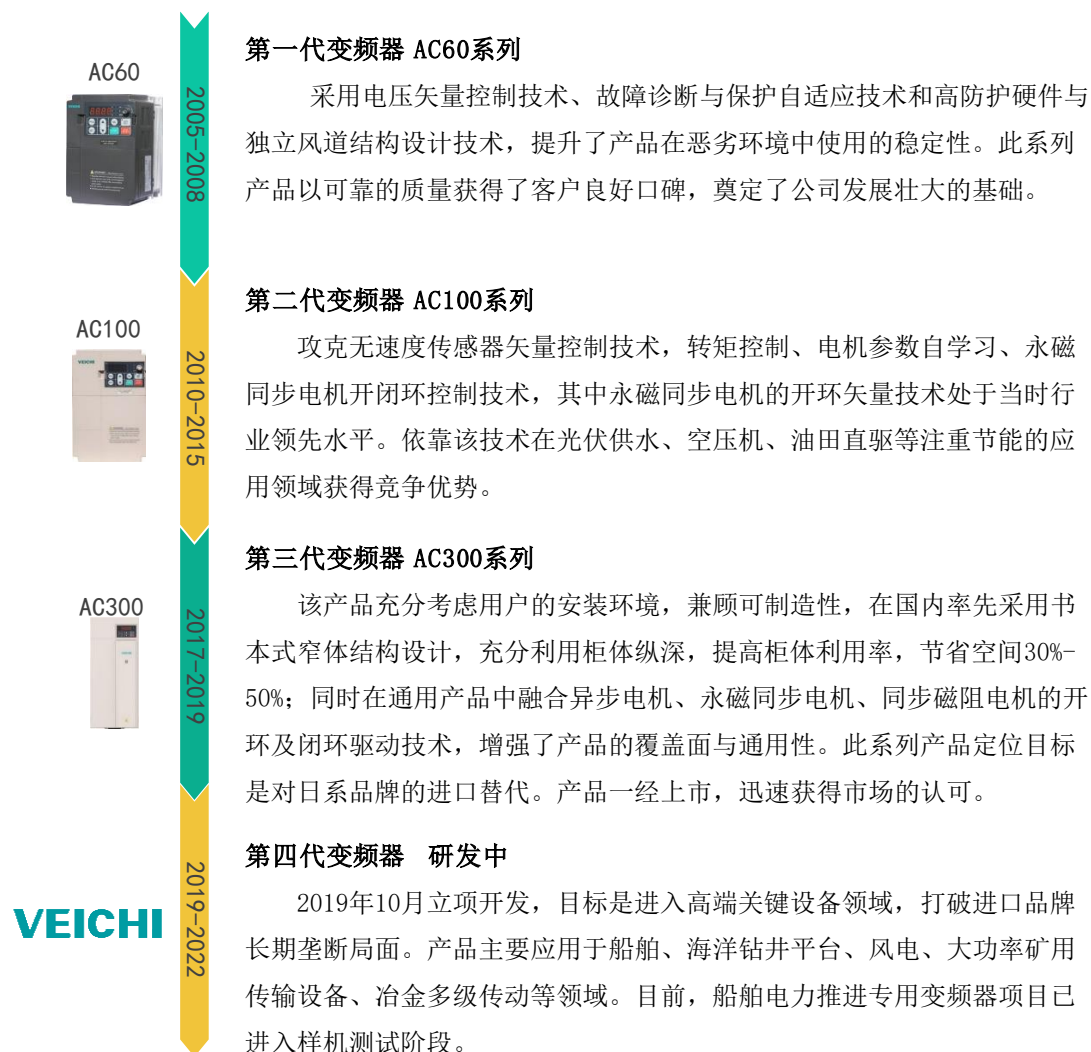 AC60
2005-2008
第一代变频器 AC60系列
采用电压矢量控制技术、故障诊断与保护自适应技术和高防护硬件与
独立风道结构设计技术，提升了产品在恶劣环境中使用的稳定性。此系列
产品以可靠的质量获得了客户良好口碑，奠定了公司发展壮大的基础。
AC100
VEICHI
2010-2015
第二代变频器 AC100系列
攻克无速度传感器矢量控制技术，转矩控制、电机参数自学习、永磁
同步电机开闭环控制技术，其中永磁同步电机的开环矢量技术处于当时行
业领先水平。依靠该技术在光伏供水、空压机、油田直驱等注重节能的应
用领域获得竞争优势。
AC300
VEICHI
2017-2019
第三代变频器 AC300系列
该产品充分考虑用户的安装环境，兼顾可制造性，在国内率先采用书
本式窄体结构设计，充分利用柜体纵深，提高柜体利用率，节省空间30%-
50%；同时在通用产品中融合异步电机、永磁同步电机、同步磁阻电机的开
环及闭环驱动技术，增强了产品的覆盖面与通用性。此系列产品定位目标
是对日系品牌的进口替代。产品一经上市，迅速获得市场的认可。
VEICHI
2019-2022
第四代变频器 研发中
2019年10月立项开发，目标是进入高端关键设备领域，打破进口品牌
长期垄断局面。产品主要应用于船舶、海洋钻井平台、风电、大功率矿用
传输设备、冶金多级传动等领域。目前，船舶电力推进专用变频器项目已
进入样机测试阶段。